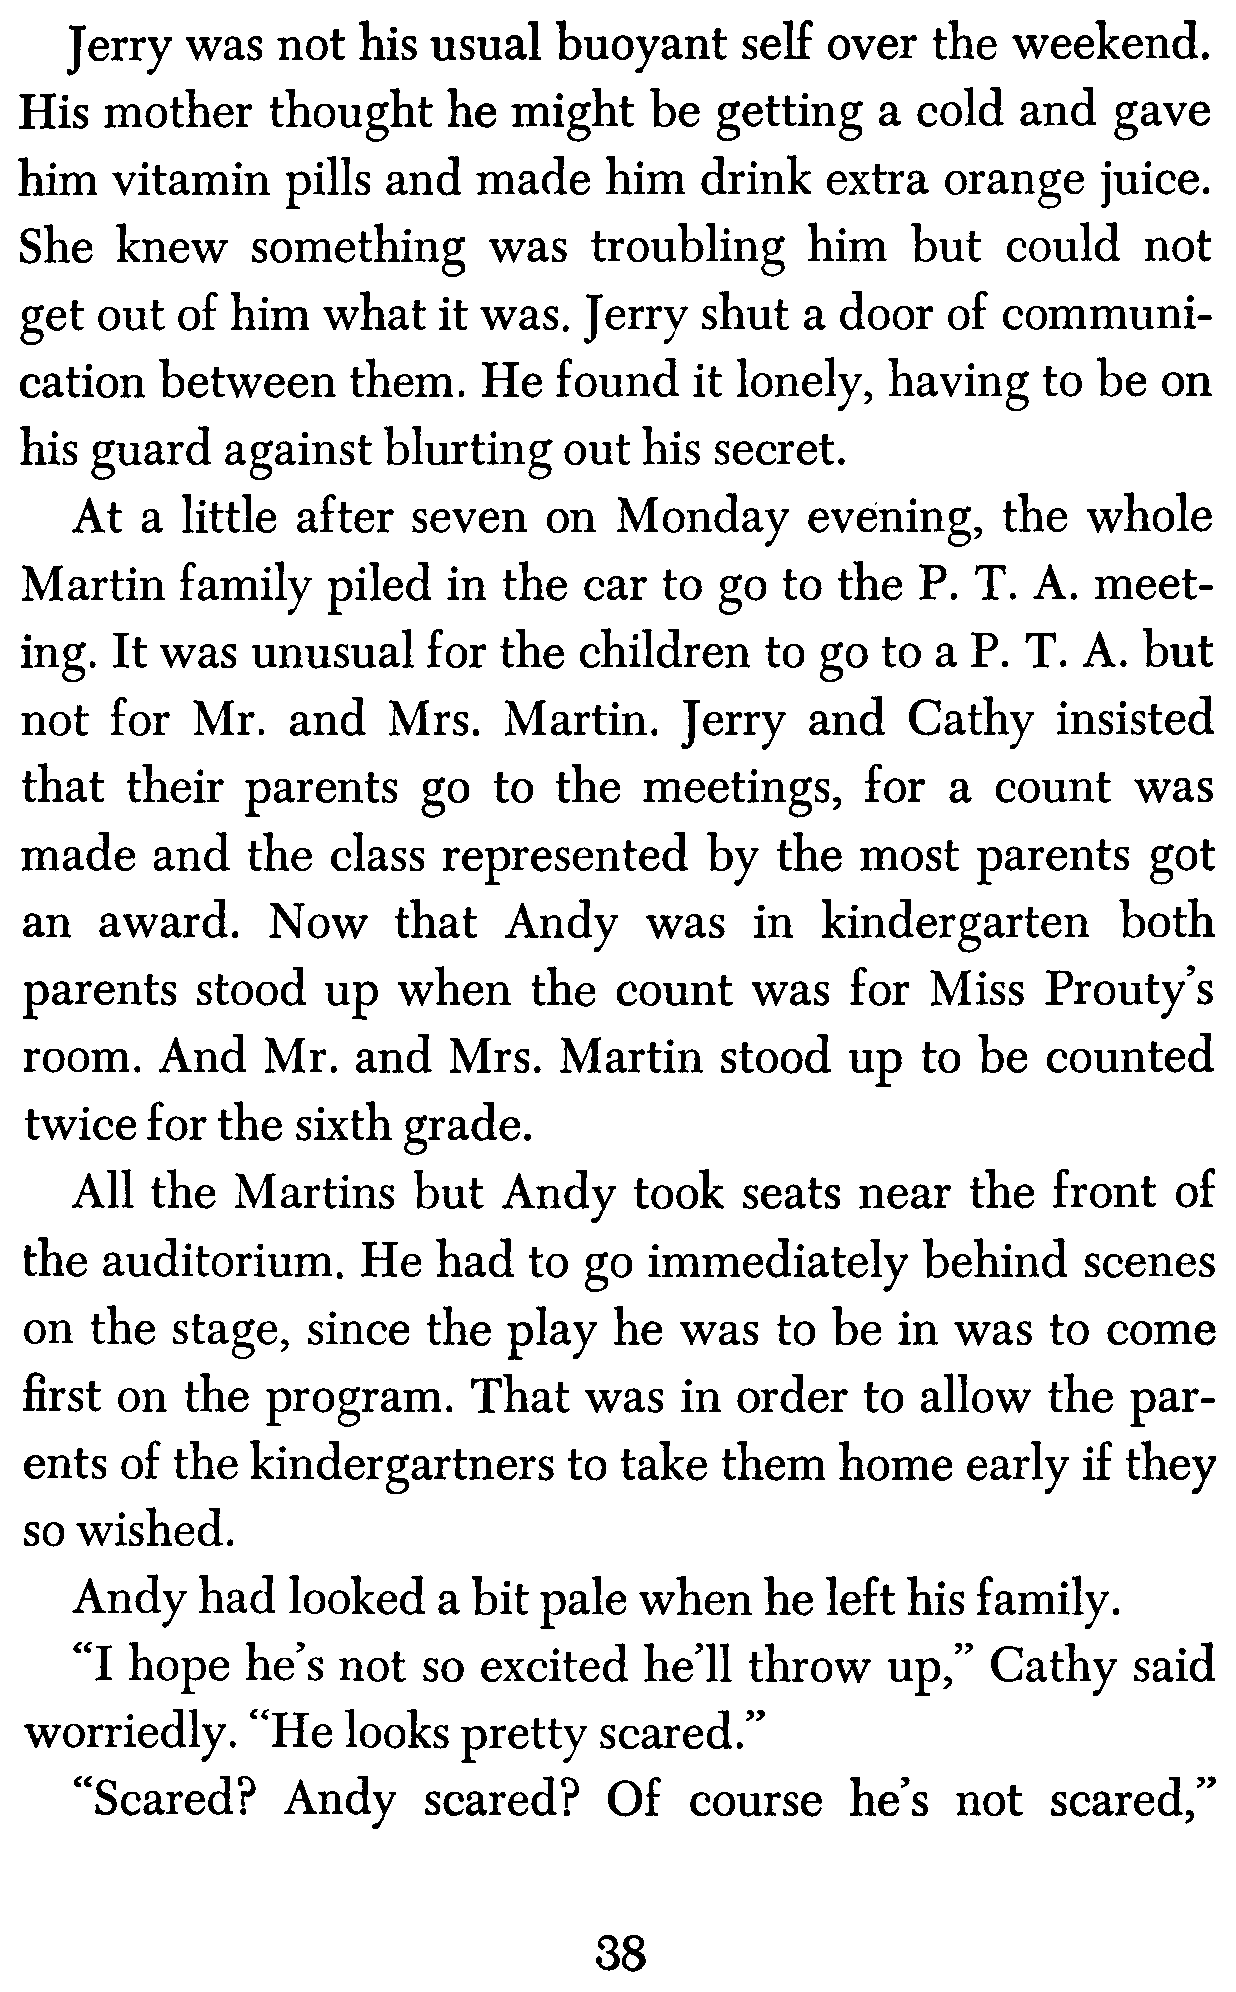 Jerry was not his usual buoyant self over the weekend.
His mother thought he might be getting a cold and gave
him vitamin pills and made him drink extra orange juice.
She knew something was troubling him but could not
get out of him what it was. Jerry shut a door of communi-
cation between them. He found it lonely, having to be on
his guard against blurting out his secret.
At a little after seven on Monday evening, the whole
Martin family piled in the car to go to the P. T. A. meet-
ing. It was unusual for the children to go to a P. T. A. but
not for Mr. and Mrs. Martin. Jerry and Cathy insisted
that their parents go to the meetings, for a count was
made and the class represented by the most parents got
an award. Now that Andy was in kindergarten both
parents stood up when the count was for Miss Prouty's
room. And Mr. and Mrs. Martin stood up to be counted
twice for the sixth grade.
All the Martins but Andy took seats near the front of
the auditorium. He had to go immediately behind scenes
on the stage, since the play he was to be in was to come
first on the program. That was in order to allow the par-
ents of the kindergartners to take them home early if they
so wished.
Andy had looked a bit pale when he left his family.
“I hope he's not so excited he'll throw up,” Cathy said
worriedly. “He looks pretty scared.”
“Scared? Andy scared? Of course he's not scared,”
38